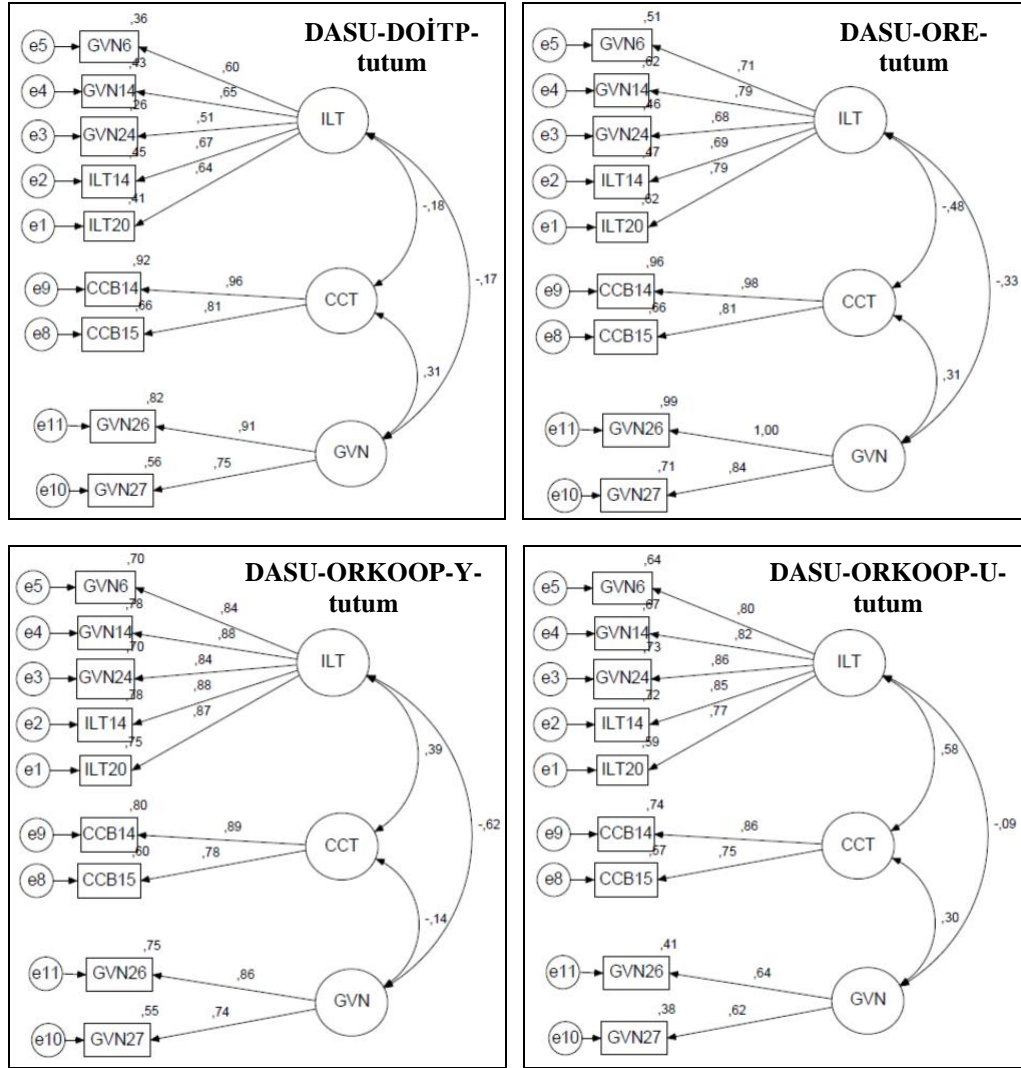 DASU-DOİTP-
tutum
,36
e5 GVN6
,60
,43
e4 GVN14
,65
,26
e3 GVN24
,51
,45
e2 ILT14
,67
,41
e1 ILT20
,64
ILT
-,18
,92
e9 CCB14
,96
,66
e8 CCB15
,81
CCT
-,17
,31
,82
e11 GVN26
,91
,56
e10 GVN27
,75
GVN
DASU-ORE-
tutum
,51
e5 GVN6
,71
,62
e4 GVN14
,79
,46
e3 GVN24
,68
,47
e2 ILT14
,69
,62
e1 ILT20
,79
ILT
-,48
,96
e9 CCB14
,98
,66
e8 CCB15
,81
CCT
-,33
,31
,99
e11 GVN26
1,00
,71
e10 GVN27
,84
GVN
DASU-ORKOOP-Y-
tutum
,70
e5 GVN6
,84
,78
e4 GVN14
,88
,70
e3 GVN24
,84
,78
e2 ILT14
,88
,75
e1 ILT20
,87
ILT
,39
,80
e9 CCB14
,89
,60
e8 CCB15
,78
CCT
-,62
-,14
,75
e11 GVN26
,86
,55
e10 GVN27
,74
GVN
DASU-ORKOOP-U-
tutum
,64
e5 GVN6
,80
,67
e4 GVN14
,82
,73
e3 GVN24
,86
,72
e2 ILT14
,85
,59
e1 ILT20
,77
ILT
,58
,74
e9 CCB14
,86
,57
e8 CCB15
,75
CCT
-,09
,30
,41
e11 GVN26
,64
,38
e10 GVN27
,62
GVN